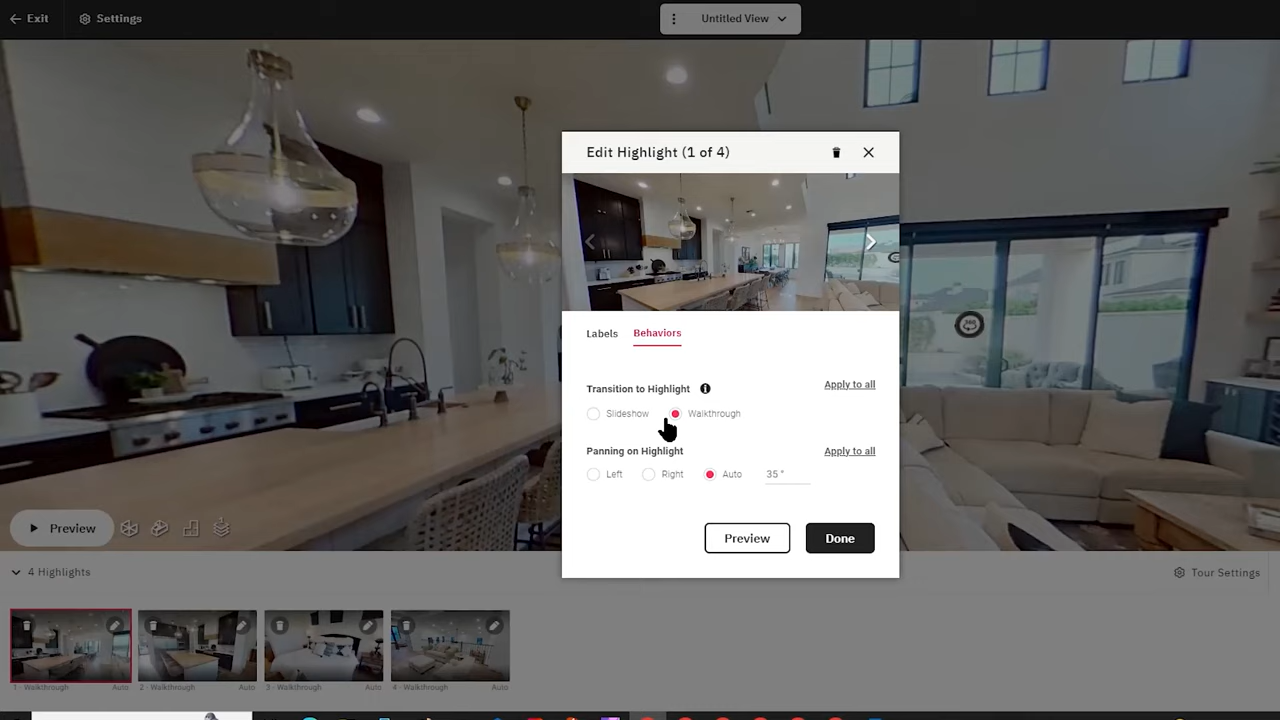 Exit
Settings
Untitled View
Edit Highlight (1 of 4)
Labels
Behaviors
Transition to Highlight
Apply to all
Slideshow
Walkthrough
Panning on Highlight
Apply to all
Left
Right
Auto
35 °
Preview
Done
360
Preview
4 Highlights
Tour Settings
1 - Walkthrough
Auto
2 - Walkthrough
Auto
3 - Walkthrough
Auto
4 - Walkthrough
Auto